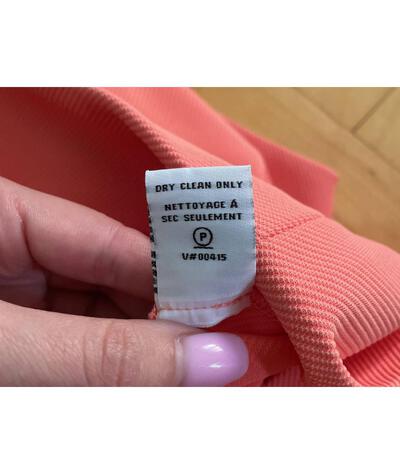 DRY CLEAN ONLY
NETTOYAGE À
SEC SEULEMENT
P
V#00415